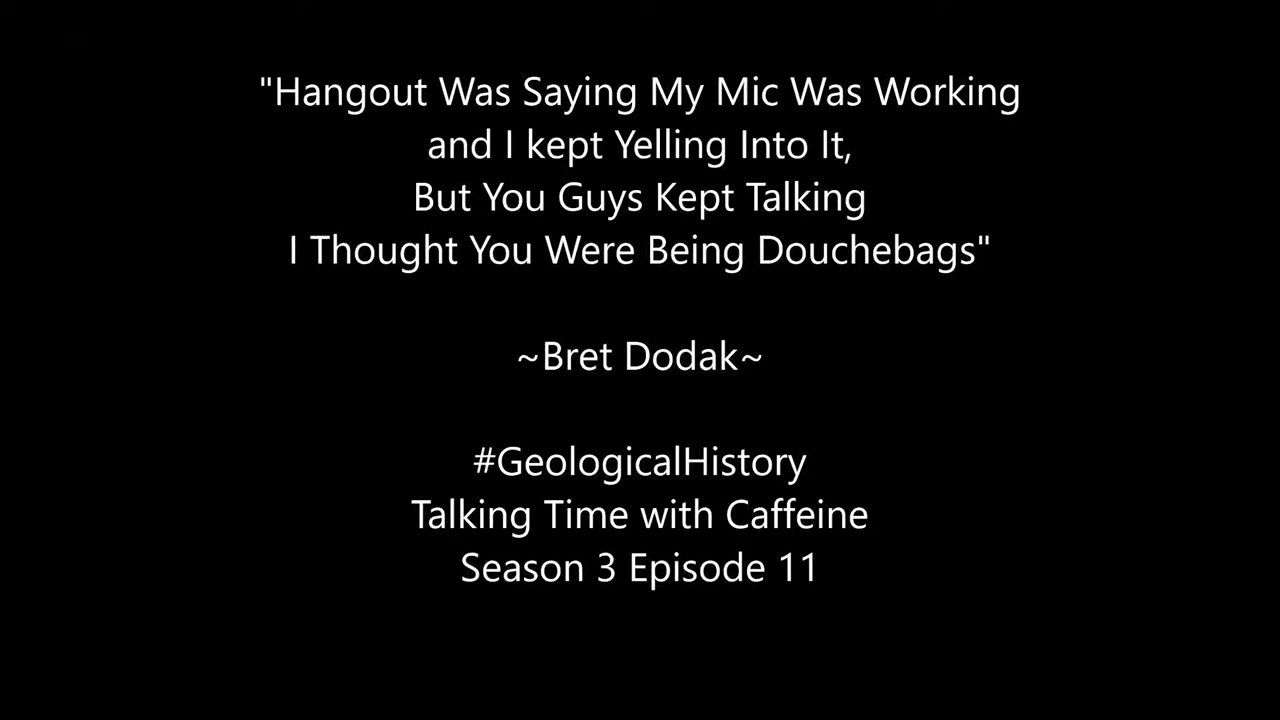 "Hangout Was Saying My Mic Was Working
and I kept Yelling Into It,
But You Guys Kept Talking
I Thought You Were Being Douchebags"
~Bret Dodak~
#GeologicalHistory
Talking Time with Caffeine
Season 3 Episode 11